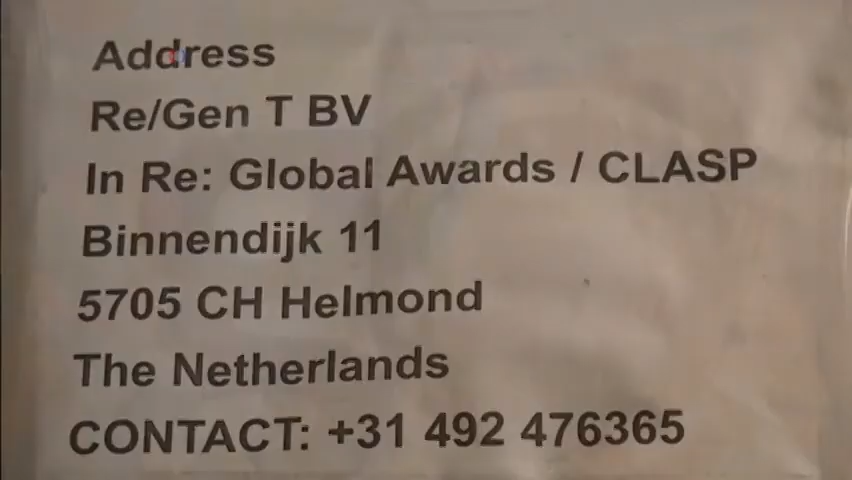 Address
Re/Gen T BV
In Re: Global Awards / CLASP
Binnendijk 11
5705 CH Helmond
The Netherlands
CONTACT: +31 492 476365